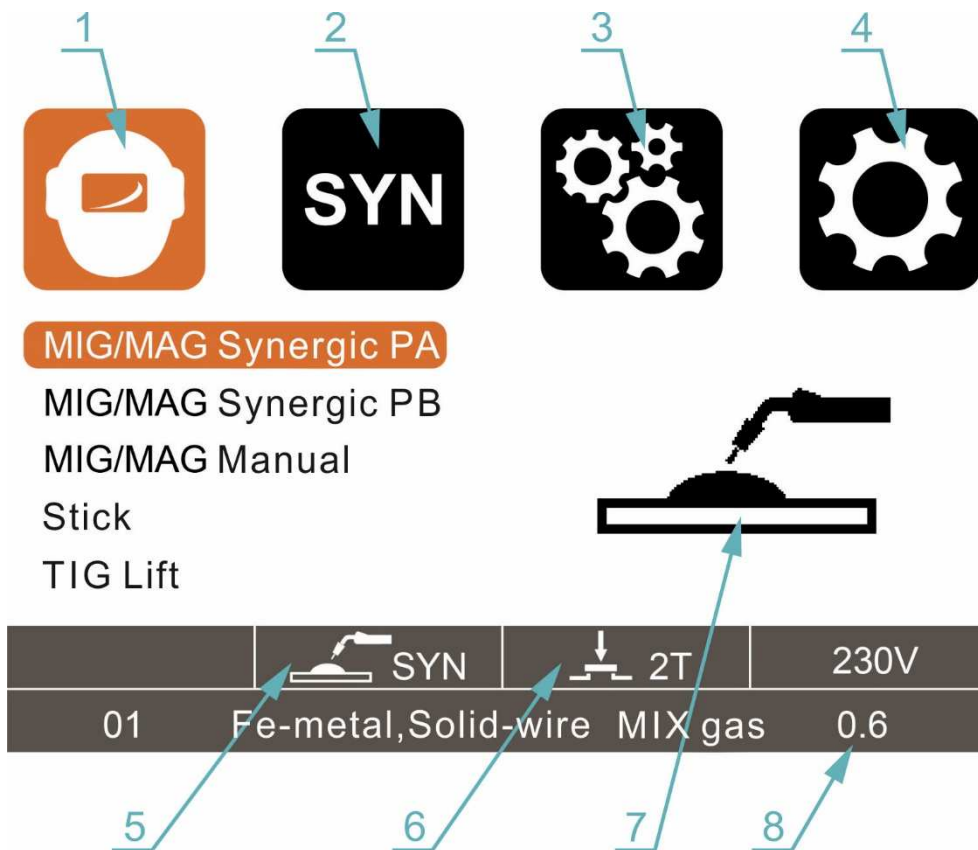 1 2 3 4
SYN
MIG/MAG Synergic PA
MIG/MAG Synergic PB
MIG/MAG Manual
Stick
TIG Lift
SYN 2T 230V
01 Fe-metal,Solid-wire MIX gas 0.6
5 6 7 8